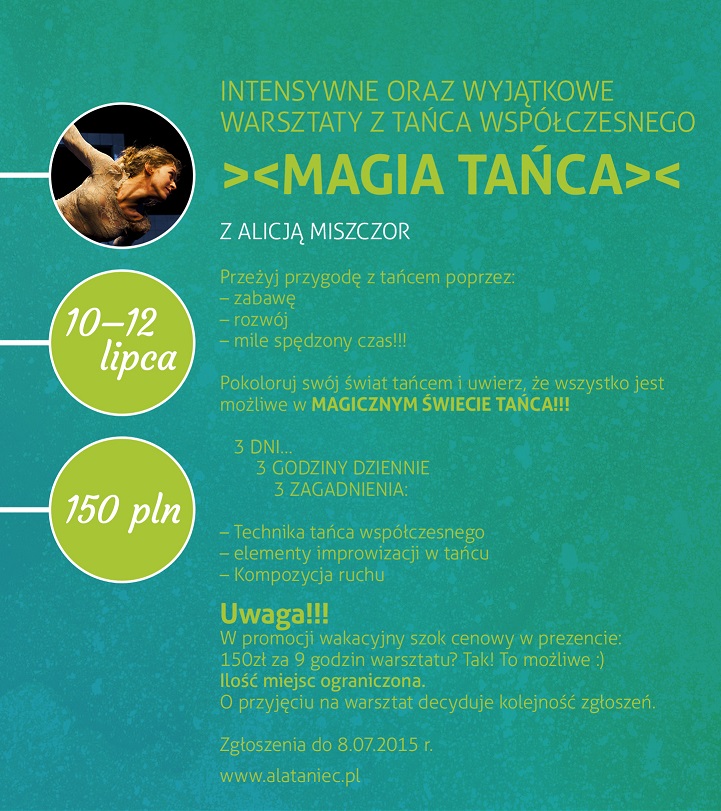 INTENSYWNE ORAZ WYJĄTKOWE
WARSZTATY Z TAŃCA WSPÓŁCZESNEGO
><MAGIA TAŃCA><
Z ALICJĄ MISZCZOR
10–12
lipca
150 pln
Przeżyj przygodę z tańcem poprzez:
– zabawę
– rozwój
– mile spędzony czas!!!
Pokoloruj swój świat tańcem i uwierz, że wszystko jest
możliwe w MAGICZNYM ŚWIECIE TAŃCA!!!
3 DNI...
3 GODZINY DZIENNIE
3 ZAGADNIENIA:
– Technika tańca współczesnego
– elementy improwizacji w tańcu
– Kompozycja ruchu
Uwaga!!!
W promocji wakacyjny szok cenowy w prezencie:
150zł za 9 godzin warsztatu? Tak! To możliwe :)
Ilość miejsc ograniczona.
O przyjęciu na warsztat decyduje kolejność zgłoszeń.
Zgłoszenia do 8.07.2015 r.
www.alataniec.pl